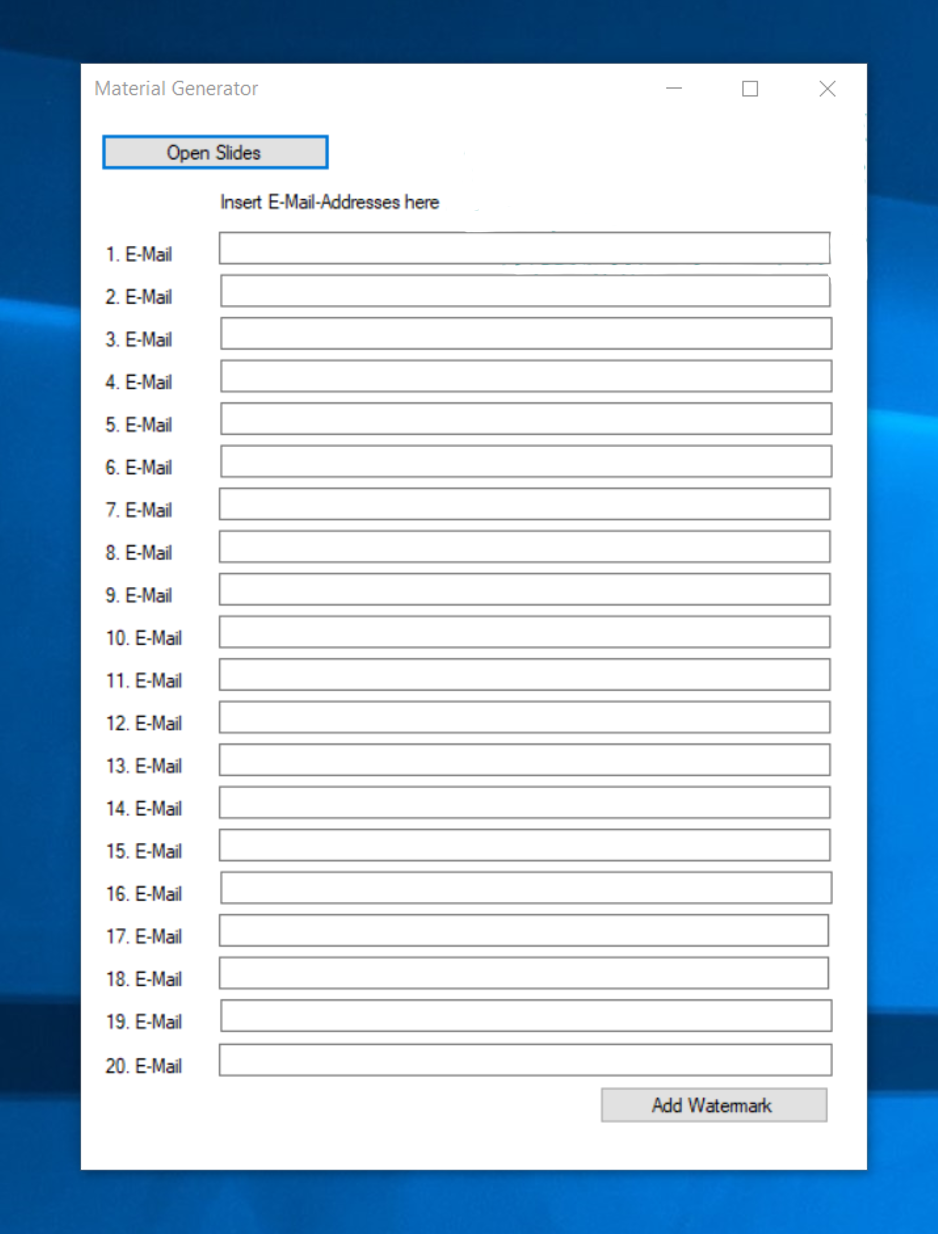 Material Generator
Open Slides
Insert E-Mail-Addresses here
1. E-Mail
2. E-Mail
3. E-Mail
4. E-Mail
5. E-Mail
6. E-Mail
7. E-Mail
8. E-Mail
9. E-Mail
10. E-Mail
11. E-Mail
12. E-Mail
13. E-Mail
14. E-Mail
15. E-Mail
16. E-Mail
17. E-Mail
18. E-Mail
19. E-Mail
20. E-Mail
Add Watermark